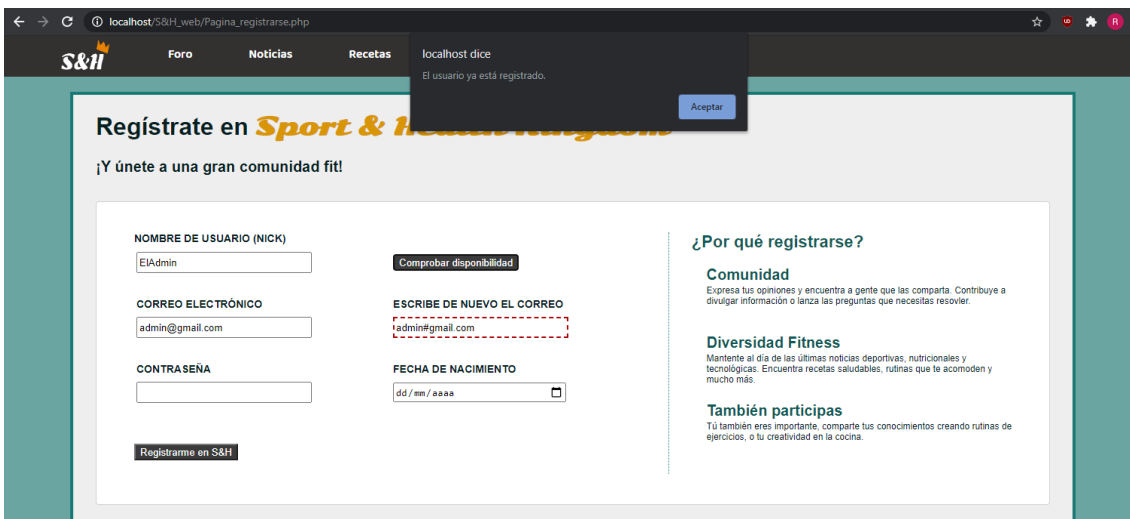 localhost/S&H_web/Pagina_registrarse.php
R
S&H
Foro
Noticias
Recetas
localhost dice
El usuario ya está registrado.
Aceptar
Regístrate en Sport &
¡Y únete a una gran comunidad fit!
NOMBRE DE USUARIO (NICK)
ElAdmin
Comprobar disponibilidad
CORREO ELECTRÓNICO
ESCRIBE DE NUEVO EL CORREO
admin@gmail.com
admin#gmail.com
CONTRASEÑA
FECHA DE NACIMIENTO
dd/mm/aaaa
Registrarme en S&H
¿Por qué registrarse?
Comunidad
Expresa tus opiniones y encuentra a gente que las comparta. Contribuye a
divulgar información o lanza las preguntas que necesitas resovler.
Diversidad Fitness
Mantente al día de las últimas noticias deportivas, nutricionales y
tecnológicas. Encuentra recetas saludables, rutinas que te acomoden y
mucho más.
También participas
Tú también eres importante, comparte tus conocimientos creando rutinas de
ejercicios, o tu creatividad en la cocina.